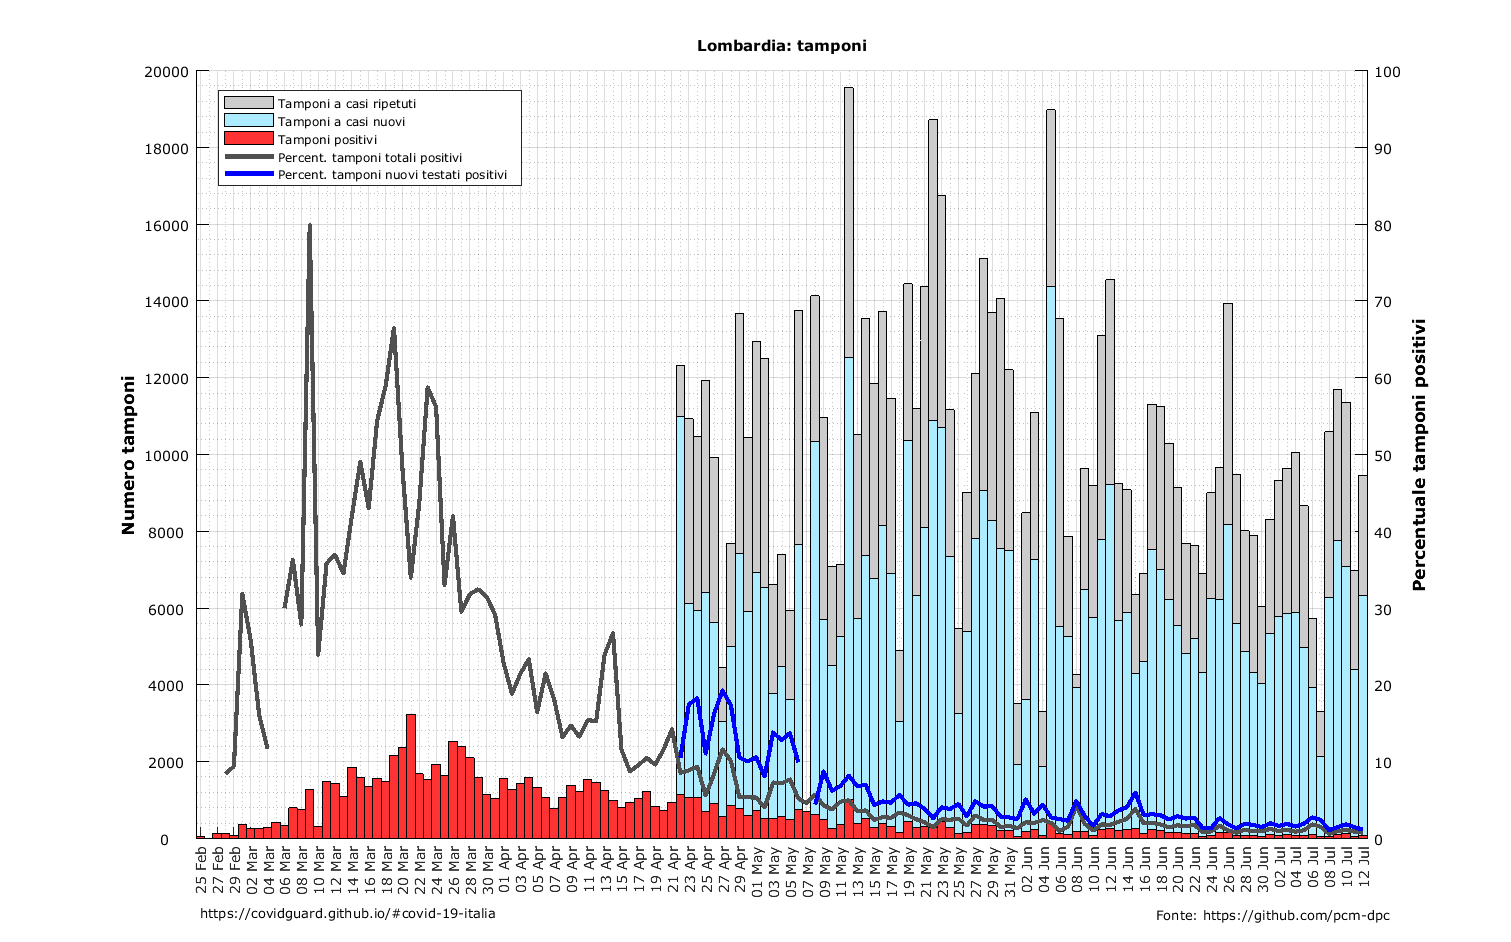 Lombardia: tamponi
Tamponi a casi ripetuti
Tamponi a casi nuovi
Tamponi positivi
Percent. tamponi totali positivi
Percent. tamponi nuovi testati positivi
Numero tamponi
20000
18000
16000
14000
12000
10000
8000
6000
4000
2000
0
Percentuale tamponi positivi
100
90
80
70
60
50
40
30
20
10
0
25 Feb
27 Feb
29 Feb
02 Mar
04 Mar
06 Mar
08 Mar
10 Mar
12 Mar
14 Mar
16 Mar
18 Mar
20 Mar
22 Mar
24 Mar
26 Mar
28 Mar
30 Mar
01 Apr
03 Apr
05 Apr
07 Apr
09 Apr
11 Apr
13 Apr
15 Apr
17 Apr
19 Apr
21 Apr
23 Apr
25 Apr
27 Apr
29 Apr
01 May
03 May
05 May
07 May
09 May
11 May
13 May
15 May
17 May
19 May
21 May
23 May
25 May
27 May
29 May
31 May
02 Jun
04 Jun
06 Jun
08 Jun
10 Jun
12 Jun
14 Jun
16 Jun
18 Jun
20 Jun
22 Jun
24 Jun
26 Jun
28 Jun
30 Jun
02 Jul
04 Jul
06 Jul
08 Jul
10 Jul
12 Jul
https://covidguard.github.io/#covid-19-italia
Fonte: https://github.com/pcm-dpc